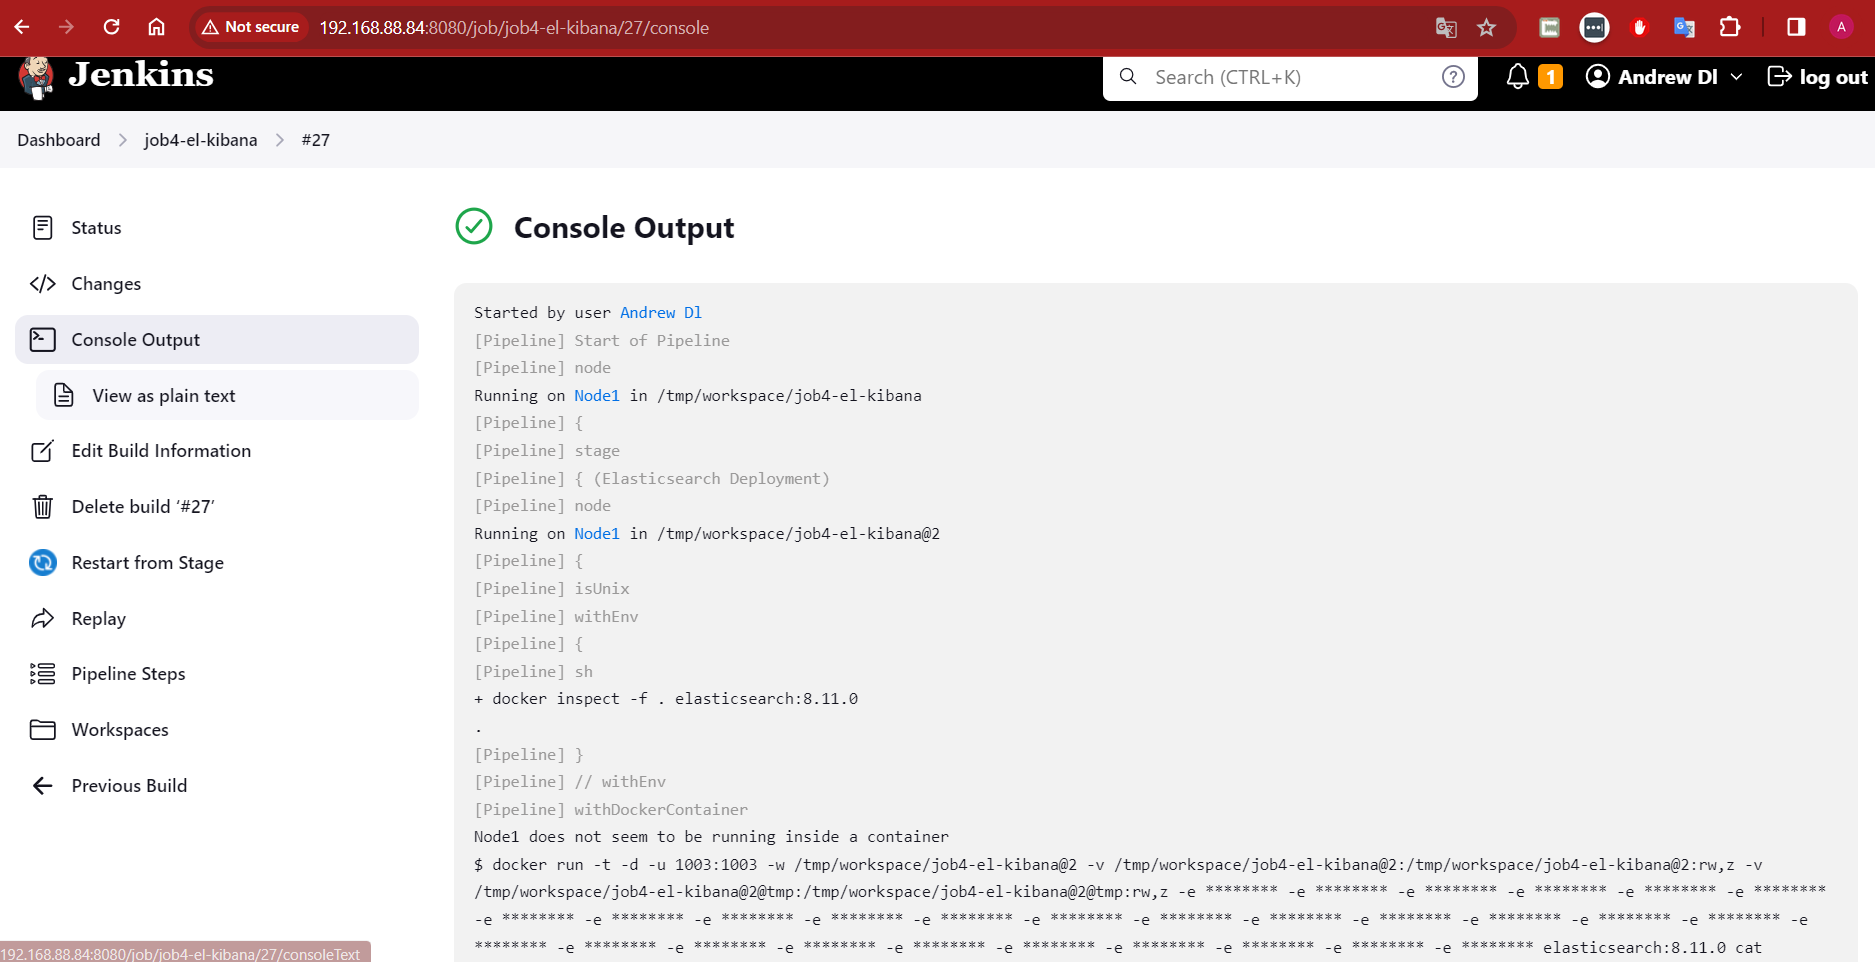 Not secure 192.168.88.84:8080/job/job4-el-kibana/27/console A
Jenkins Search (CTRL+K) ? 1 Andrew Dl log out
Dashboard job4-el-kibana #27
Status
Changes
Console Output
View as plain text
Edit Build Information
Delete build ‘#27’
Restart from Stage
Replay
Pipeline Steps
Workspaces
Previous Build
Console Output
Started by user Andrew Dl
[Pipeline] Start of Pipeline
[Pipeline] node
Running on Node1 in /tmp/workspace/job4-el-kibana
[Pipeline] {
[Pipeline] stage
[Pipeline] { (Elasticsearch Deployment)
[Pipeline] node
Running on Node1 in /tmp/workspace/job4-el-kibana@2
[Pipeline] {
[Pipeline] isUnix
[Pipeline] withEnv
[Pipeline] {
[Pipeline] sh
+ docker inspect -f . elasticsearch:8.11.0
.
[Pipeline] }
[Pipeline] // withEnv
[Pipeline] withDockerContainer
Node1 does not seem to be running inside a container
$ docker run -t -d -u 1003:1003 -w /tmp/workspace/job4-el-kibana@2 -v /tmp/workspace/job4-el-kibana@2:/tmp/workspace/job4-el-kibana@2:rw,z -v
/tmp/workspace/job4-el-kibana@2@tmp:/tmp/workspace/job4-el-kibana@2@tmp:rw,z -e ******** -e ******** -e ******** -e ******** -e ******** -e ********
-e ******** -e ******** -e ******** -e ******** -e ******** -e ******** -e ******** -e ******** -e ******** -e ******** -e ******** -e ******** -e
******** -e ******** -e ******** -e ******** -e ******** -e ******** -e ******** -e ******** -e ******** -e ******** elasticsearch:8.11.0 cat
192.168.88.84:8080/job/job4-el-kibana/27/consoleText